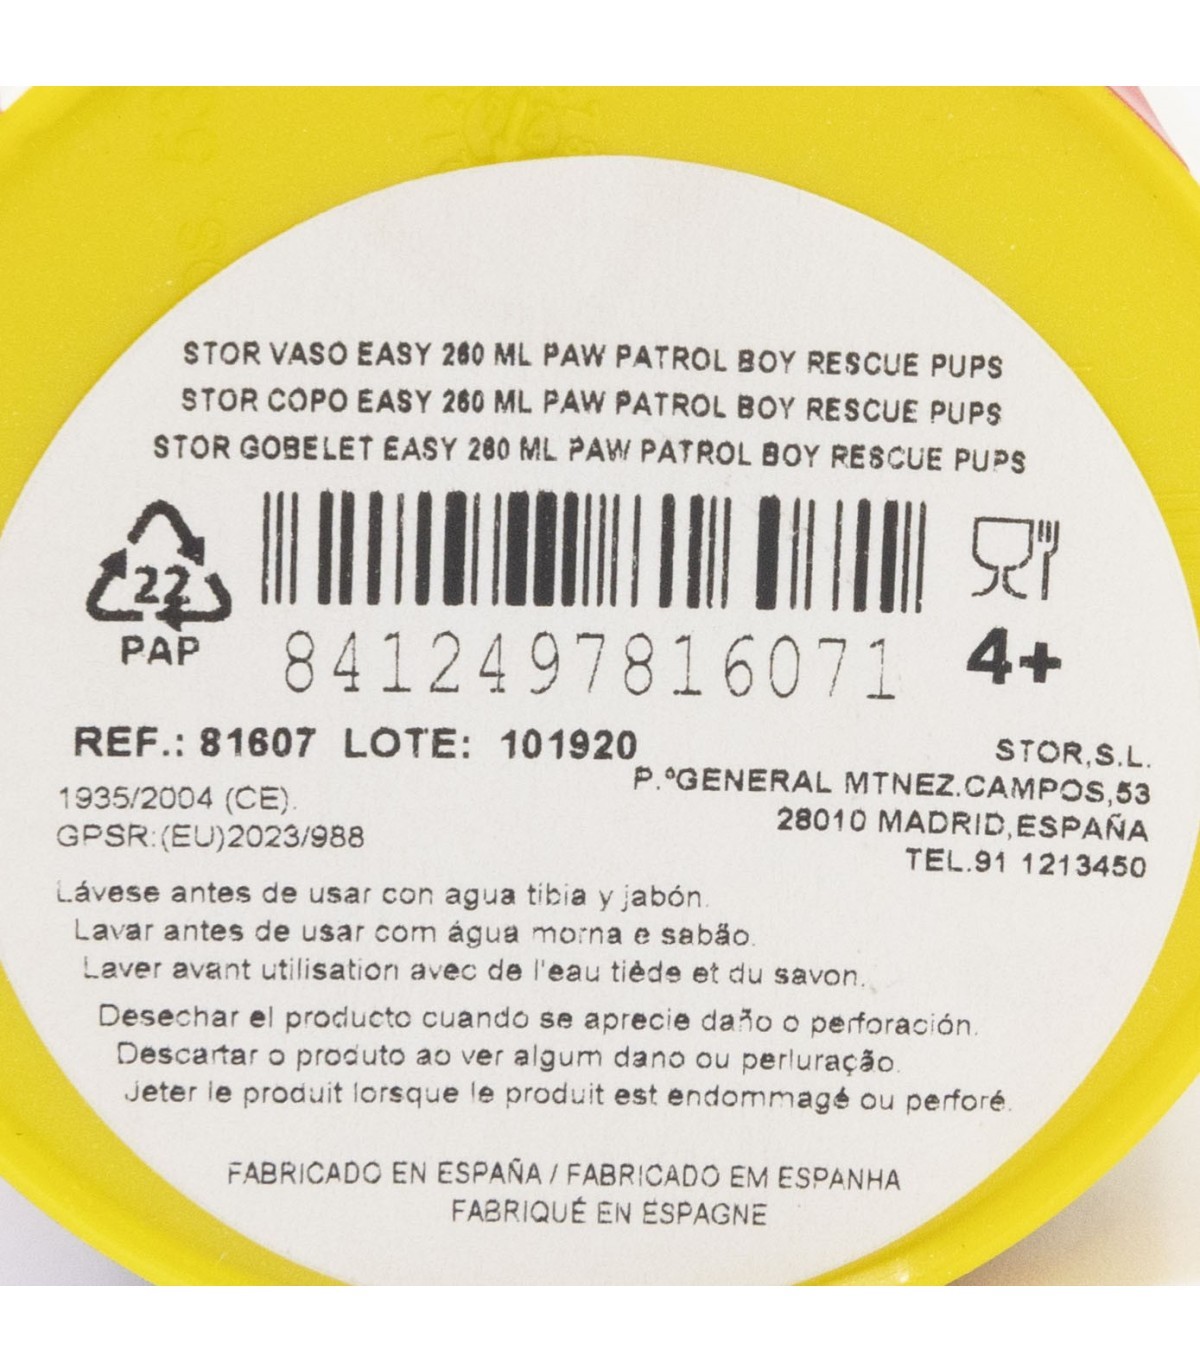 STOR VASO EASY 260 ML PAW PATROL BOY RESCUE PUPS
STOR COPO EASY 260 ML PAW PATROL BOY RESCUE PUPS
STOR GOBELET EASY 260 ML PAW PATROL BOY RESCUE PUPS
22
PAP
8412497816071
4+
REF.: 81607 LOTE: 101920
1935/2004 (CE).
GPSR:(EU)2023/988
STOR,S.L.
P.ºGENERAL MTNEZ.CAMPOS,53
28010 MADRID,ESPAÑA
TEL.91 1213450
Lávese antes de usar con agua tibia y jabón.
Lavar antes de usar com água morna e sabão.
Laver avant utilisation avec de l'eau tiède et du savon.
Desechar el producto cuando se aprecie daño o perforación.
Descartar o produto ao ver algum dano ou perfuração.
Jeter le produit lorsque le produit est endommagé ou perforé.
FABRICADO EN ESPAÑA / FABRICADO EM ESPANHA
FABRIQUÉ EN ESPAGNE